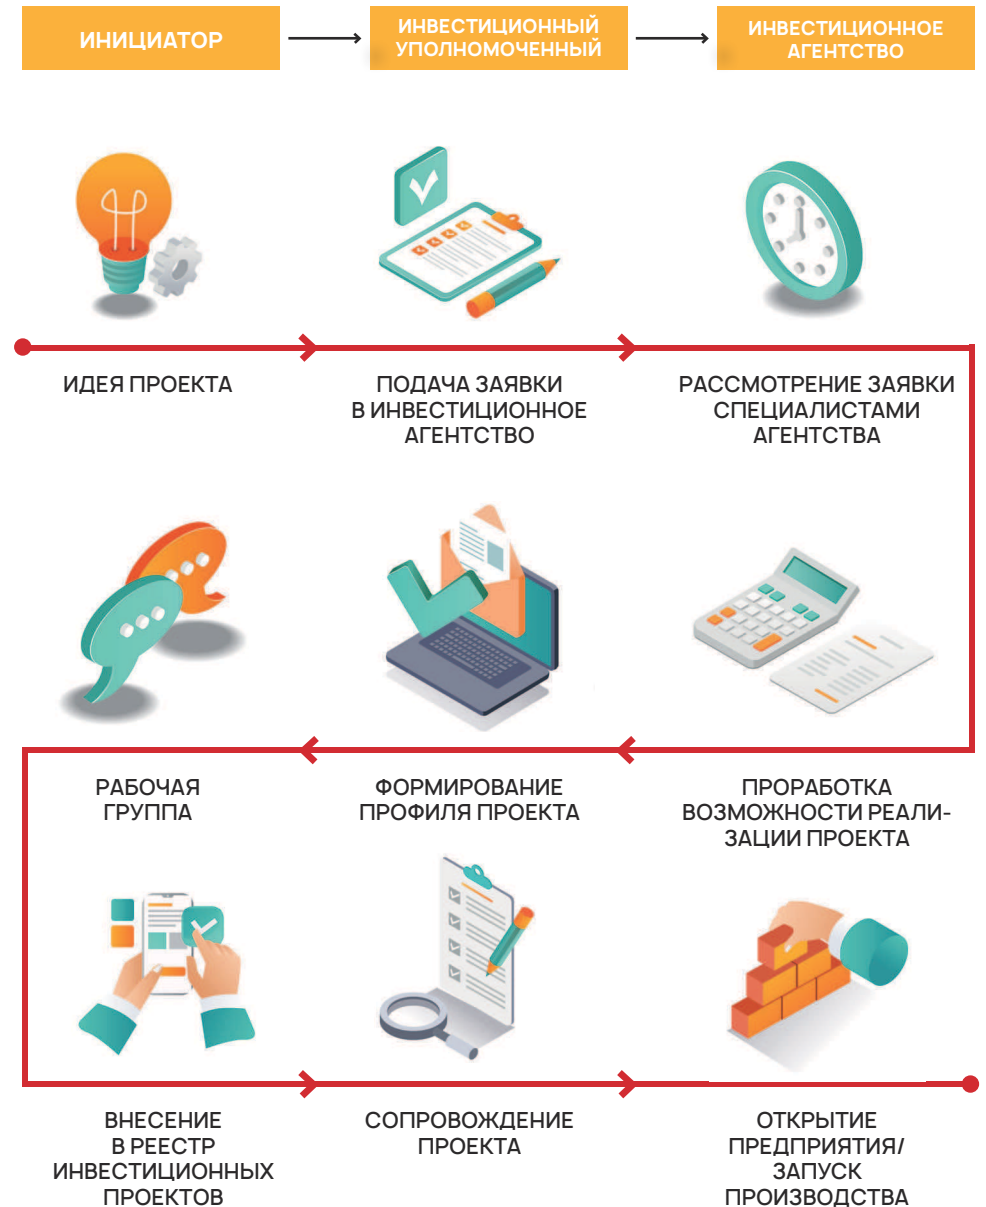 ИНИЦИАТОР
ИНВЕСТИЦИОННЫЙ
УПОЛНОМОЧЕННЫЙ
ИНВЕСТИЦИОННОЕ
АГЕНТСТВО
ИДЕЯ ПРОЕКТА
ПОДАЧА ЗАЯВКИ
В ИНВЕСТИЦИОННОЕ
АГЕНТСТВО
РАССМОТРЕНИЕ ЗАЯВКИ
СПЕЦИАЛИСТАМИ
АГЕНТСТВА
РАБОЧАЯ
ГРУППА
ФОРМИРОВАНИЕ
ПРОФИЛЯ ПРОЕКТА
ПРОРАБОТКА
ВОЗМОЖНОСТИ РЕАЛИ-
ЗАЦИИ ПРОЕКТА
ВНЕСЕНИЕ
В РЕЕСТР
ИНВЕСТИЦИОННЫХ
ПРОЕКТОВ
СОПРОВОЖДЕНИЕ
ПРОЕКТА
ОТКРЫТИЕ
ПРЕДПРИЯТИЯ/
ЗАПУСК
ПРОИЗВОДСТВА